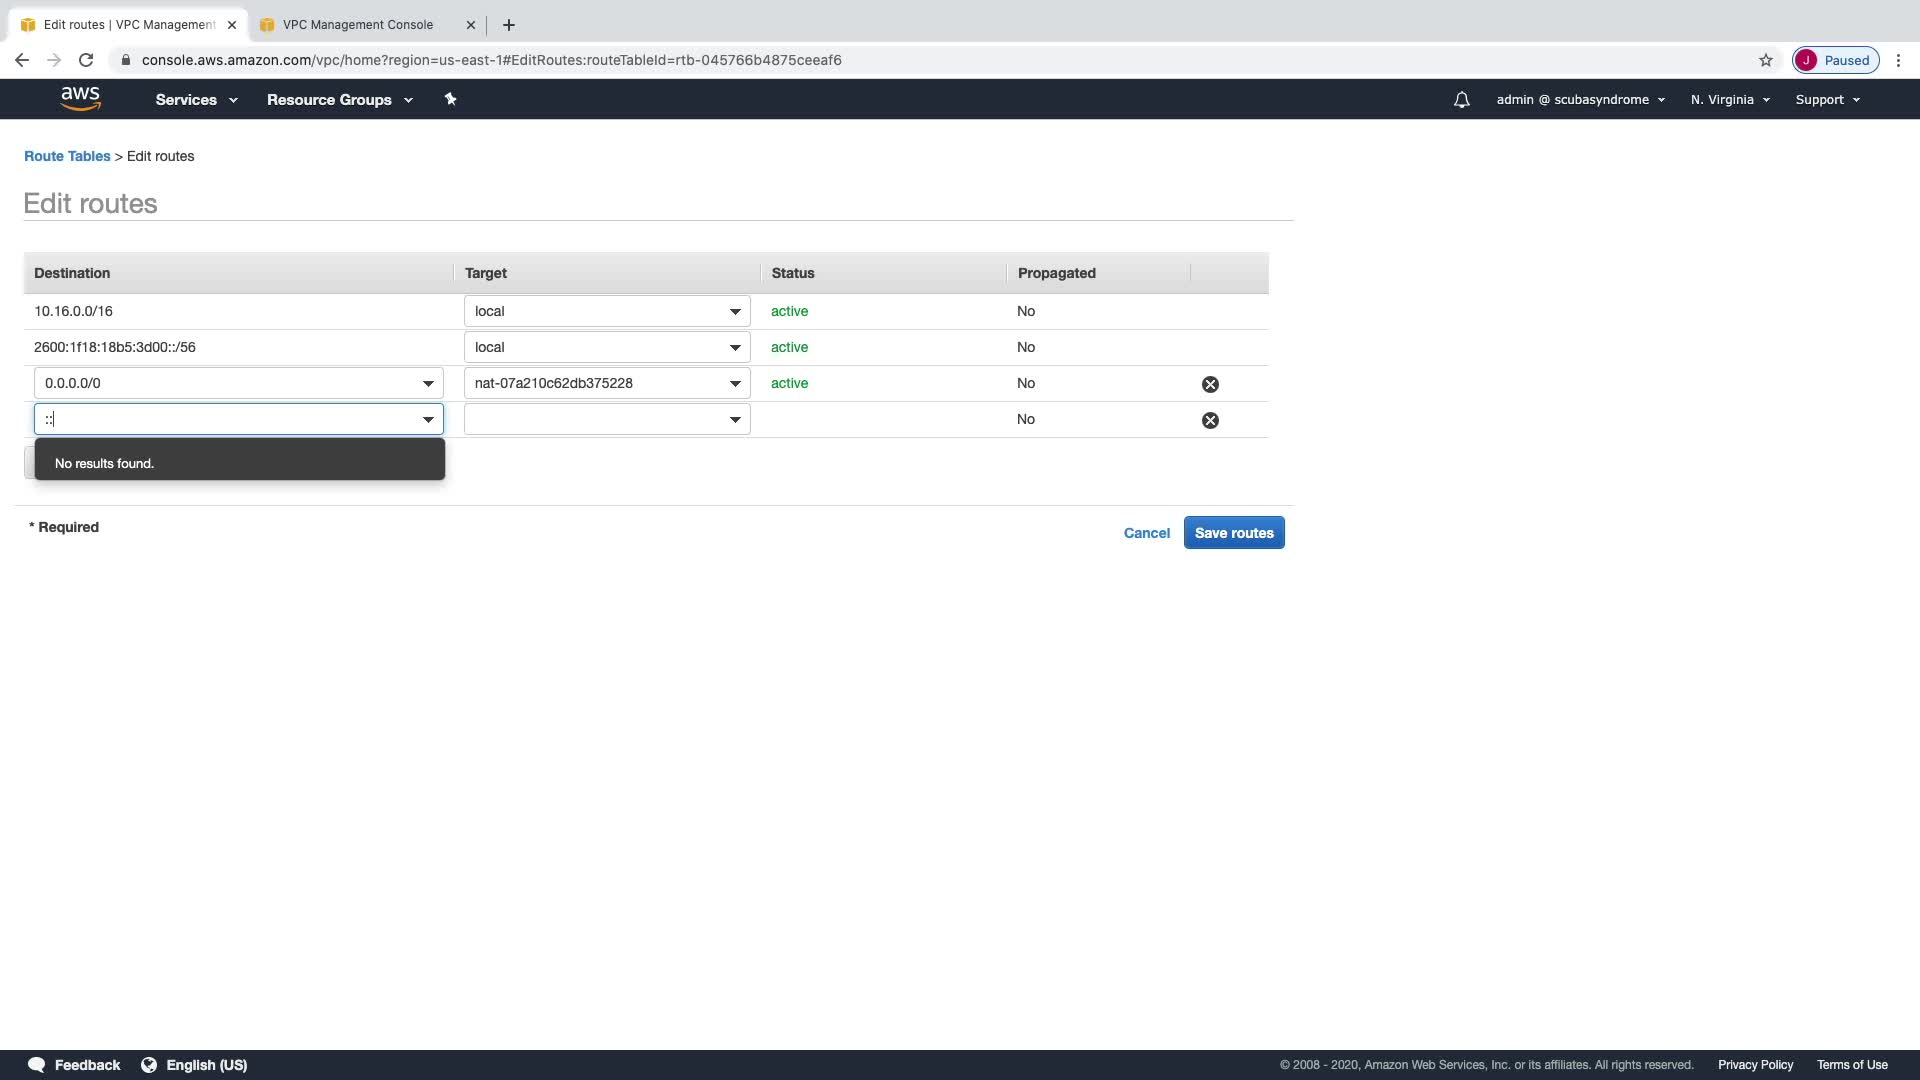 Edit routes | VPC Management
VPC Management Console
console.aws.amazon.com/vpc/home?region=us-east-1#EditRoutes:routeTableId=rtb-045766b4875ceeaf6
J Paused
aws Services Resource Groups admin @ scubasyndrome N. Virginia Support
Route Tables > Edit routes
Edit routes
Destination Target Status Propagated
10.16.0.0/16 local active No
2600:1f18:18b5:3d00::/56 local active No
0.0.0.0/0 nat-07a210c62db375228 active No
:: No
No results found.
* Required
Cancel Save routes
Feedback English (US) © 2008 - 2020, Amazon Web Services, Inc. or its affiliates. All rights reserved. Privacy Policy Terms of Use